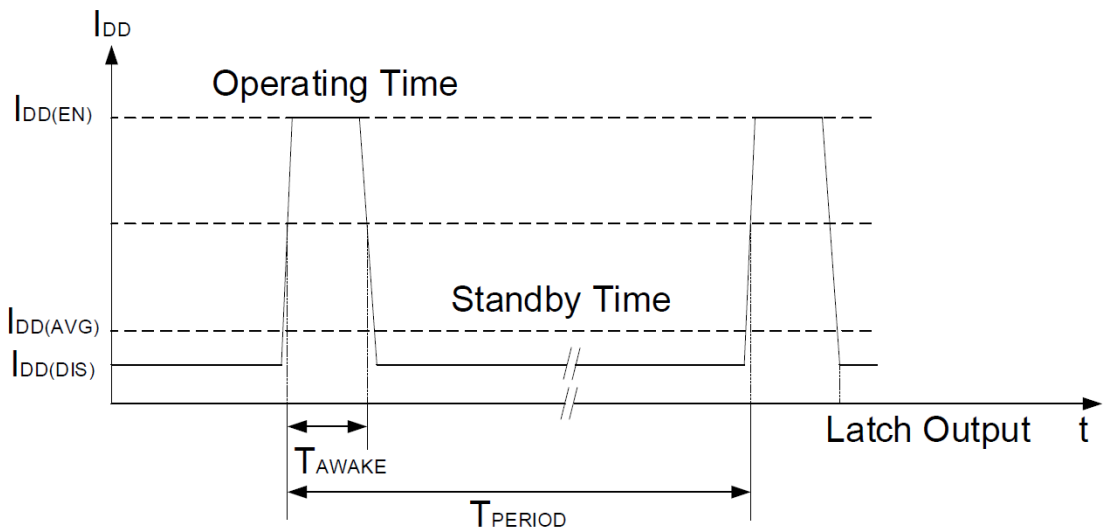 IDD
Operating Time
IDD(EN)
Standby Time
IDD(AVG)
IDD(DIS)
Latch Output t
TAWAKE
TPERIOD